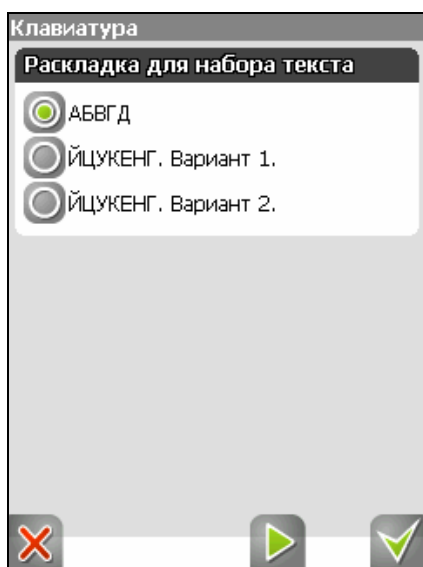 Клавиатура
Раскладка для набора текста
АБВГД
ЙЦУКЕНГ. Вариант 1.
ЙЦУКЕНГ. Вариант 2.